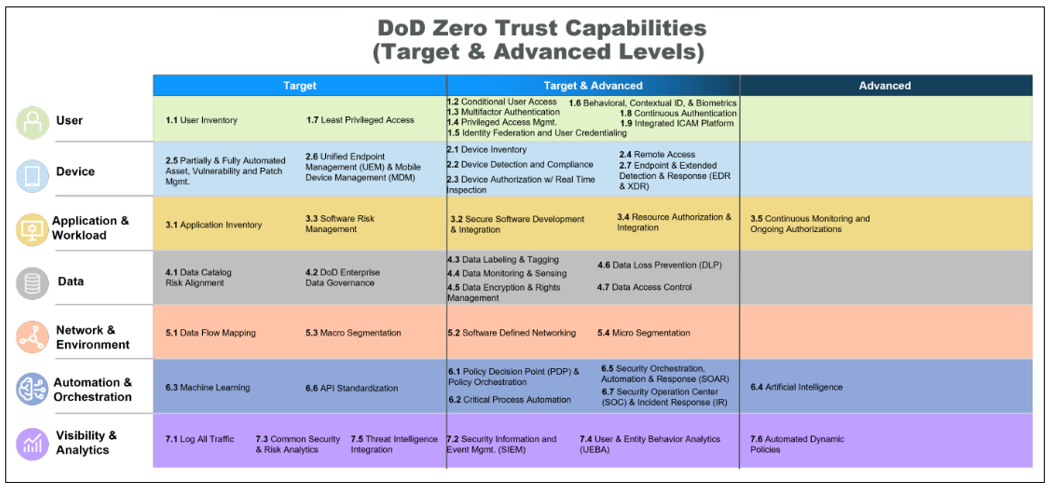 DoD Zero Trust Capabilities
(Target & Advanced Levels)
Target
Target & Advanced
Advanced
User
1.1 User Inventory
1.7 Least Privileged Access
1.2 Conditional User Access
1.3 Multifactor Authentication
1.4 Privileged Access Mgmt.
1.5 Identity Federation and User Credentialing
1.6 Behavioral, Contextual ID, & Biometrics
1.8 Continuous Authentication
1.9 Integrated ICAM Platform
Device
2.5 Partially & Fully Automated
Asset, Vulnerability and Patch
Mgmt.
2.6 Unified Endpoint
Management (UEM) & Mobile
Device Management (MDM)
2.1 Device Inventory
2.2 Device Detection and Compliance
2.3 Device Authorization w/ Real Time
Inspection
2.4 Remote Access
2.7 Endpoint & Extended
Detection & Response (EDR
& XDR)
Application &
Workload
3.1 Application Inventory
3.3 Software Risk
Management
3.2 Secure Software Development
& Integration
3.4 Resource Authorization &
Integration
3.5 Continuous Monitoring and
Ongoing Authorizations
Data
4.1 Data Catalog
Risk Alignment
4.2 DoD Enterprise
Data Governance
4.3 Data Labeling & Tagging
4.4 Data Monitoring & Sensing
4.5 Data Encryption & Rights
Management
4.6 Data Loss Prevention (DLP)
4.7 Data Access Control
Network &
Environment
5.1 Data Flow Mapping
5.3 Macro Segmentation
5.2 Software Defined Networking
5.4 Micro Segmentation
Automation &
Orchestration
6.3 Machine Learning
6.6 API Standardization
6.1 Policy Decision Point (PDP) &
Policy Orchestration
6.2 Critical Process Automation
6.5 Security Orchestration,
Automation & Response (SOAR)
6.7 Security Operation Center
(SOC) & Incident Response (IR)
6.4 Artificial Intelligence
Visibility &
Analytics
7.1 Log All Traffic
7.3 Common Security
& Risk Analytics
7.5 Threat Intelligence
Integration
7.2 Security Information and
Event Mgmt. (SIEM)
7.4 User & Entity Behavior Analytics
(UEBA)
7.6 Automated Dynamic
Policies